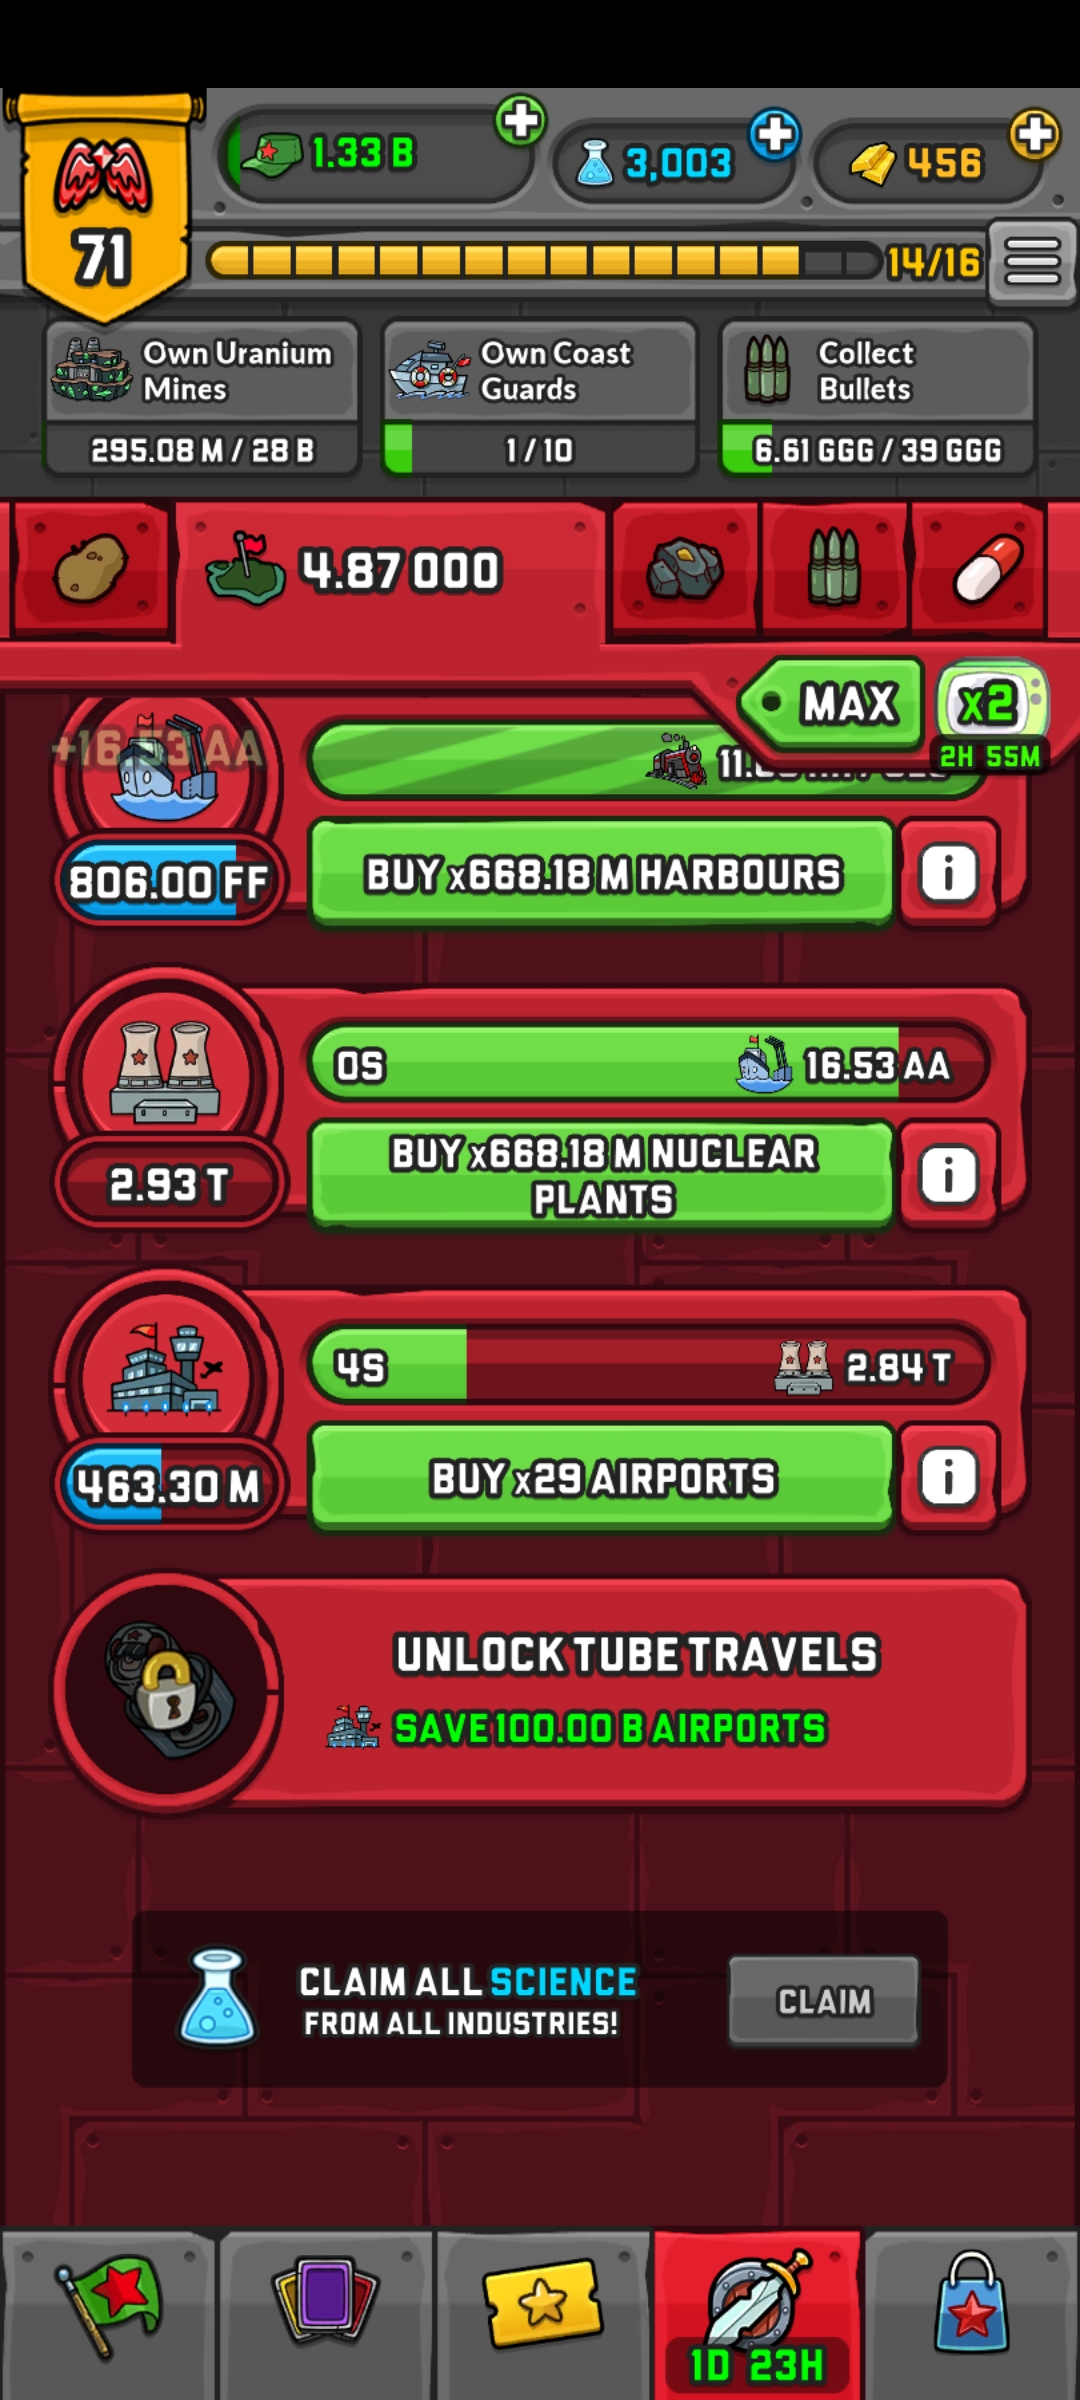 71
1.33 B
3,003
456
14/16
Own Uranium
Mines
295.08 M / 28 B
Own Coast
Guards
1/10
Collect
Bullets
6.61 GGG / 39 GGG
4.87 OOO
MAX
x2
2H 55M
+16.53 AA
806.00 FF
BUY x668.18 M HARBOURS
i
0S
16.53 AA
2.93 T
BUY x668.18 M NUCLEAR
PLANTS
i
4S
2.84 T
463.30 M
BUY x29 AIRPORTS
i
UNLOCK TUBE TRAVELS
SAVE 100.00 B AIRPORTS
CLAIM ALL SCIENCE
FROM ALL INDUSTRIES!
CLAIM
1D 23H